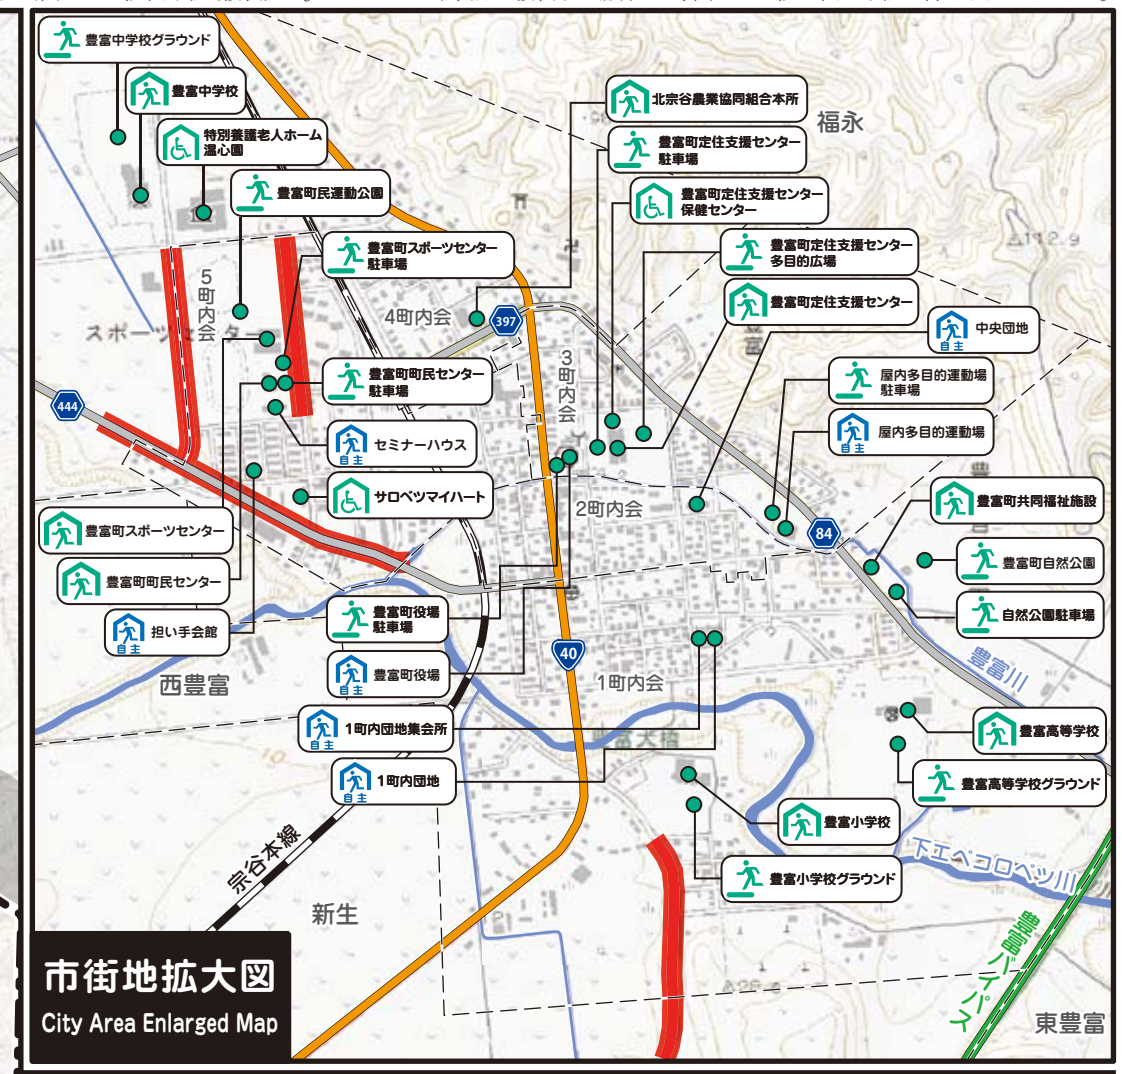 豊富中学校グラウンド
豊富中学校
特別養護老人ホーム
温心園
豊富町民運動公園
豊富町スポーツセンター
駐車場
北宗谷農業協同組合本所
福永
豊富町定住支援センター
駐車場
豊富町定住支援センター
保健センター
豊富町定住支援センター
多目的広場
豊富町定住支援センター
中央団地
自主
5町内会
4町内会
397
3町内会
444
豊富町町民センター
駐車場
屋内多目的運動場
駐車場
屋内多目的運動場
自主
セミナーハウス
自主
サロベツマイハート
2町内会
84
豊富町共同福祉施設
豊富町スポーツセンター
豊富町町民センター
担い手会館
自主
豊富町自然公園
自然公園駐車場
豊富町役場
駐車場
豊富町役場
自主
40
1町内会
豊富川
西豊富
1町内団地集会所
自主
1町内団地
自主
豊富高等学校
豊富高等学校グラウンド
豊富小学校
豊富小学校グラウンド
下エベコロベツ川
宗谷本線
新生
豊富バイパス
東豊富
市街地拡大図
City Area Enlarged Map